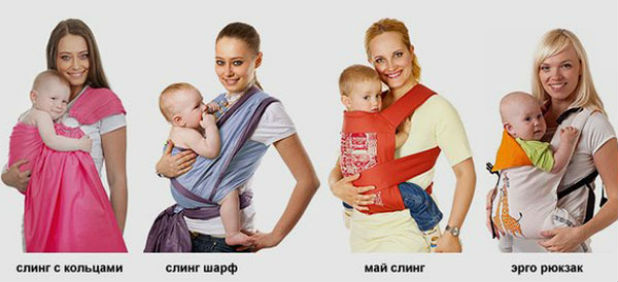 слинг с кольцами
слинг шарф
май слинг
эрго рюкзак